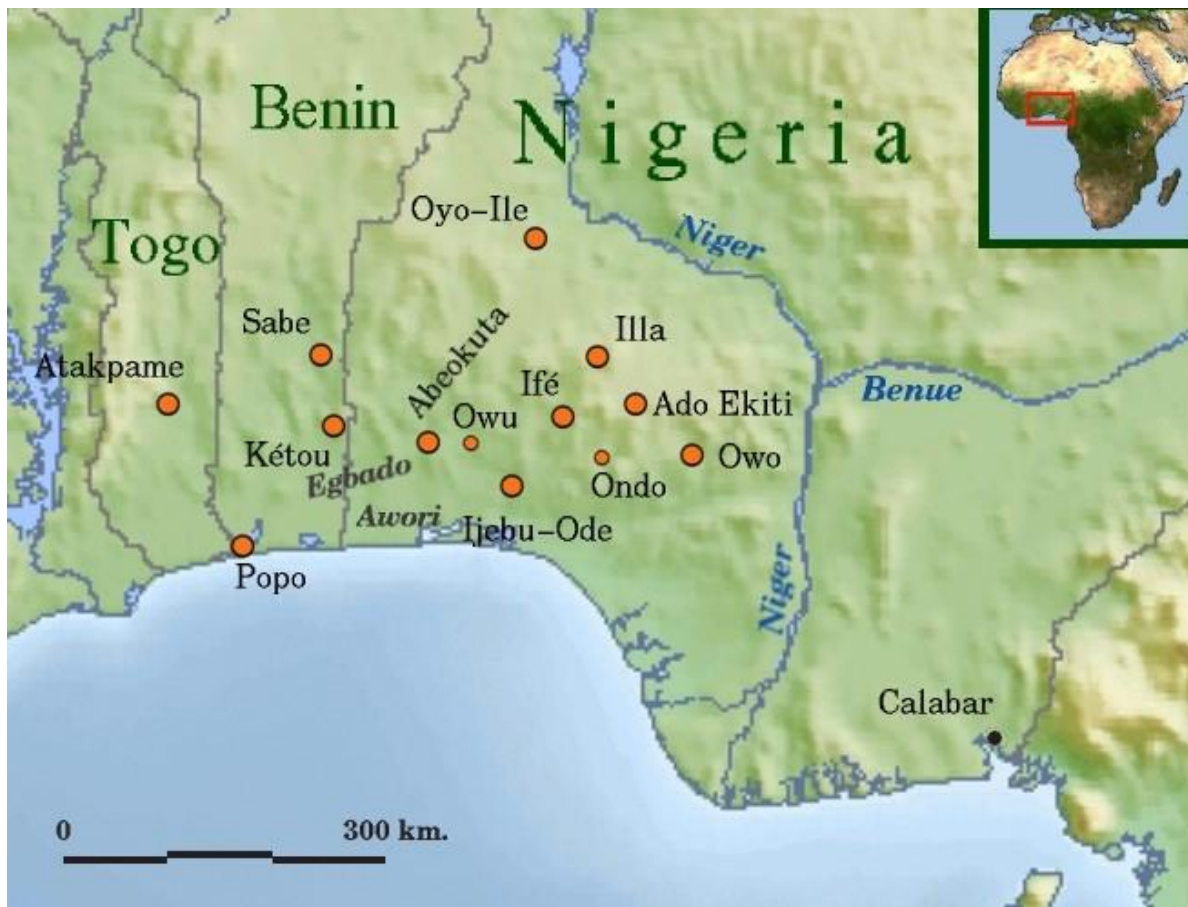 Benin
Nigeria
Togo
Oyo-Ile
Niger
Sabe
Abeokuta
Illa
Atakpame
Ifé
Benue
Owu
Ado Ekiti
Kétou
Egbado
Owo
Ondo
Awori
Ijebu-Ode
Popo
Niger
Calabar
0 300 km.